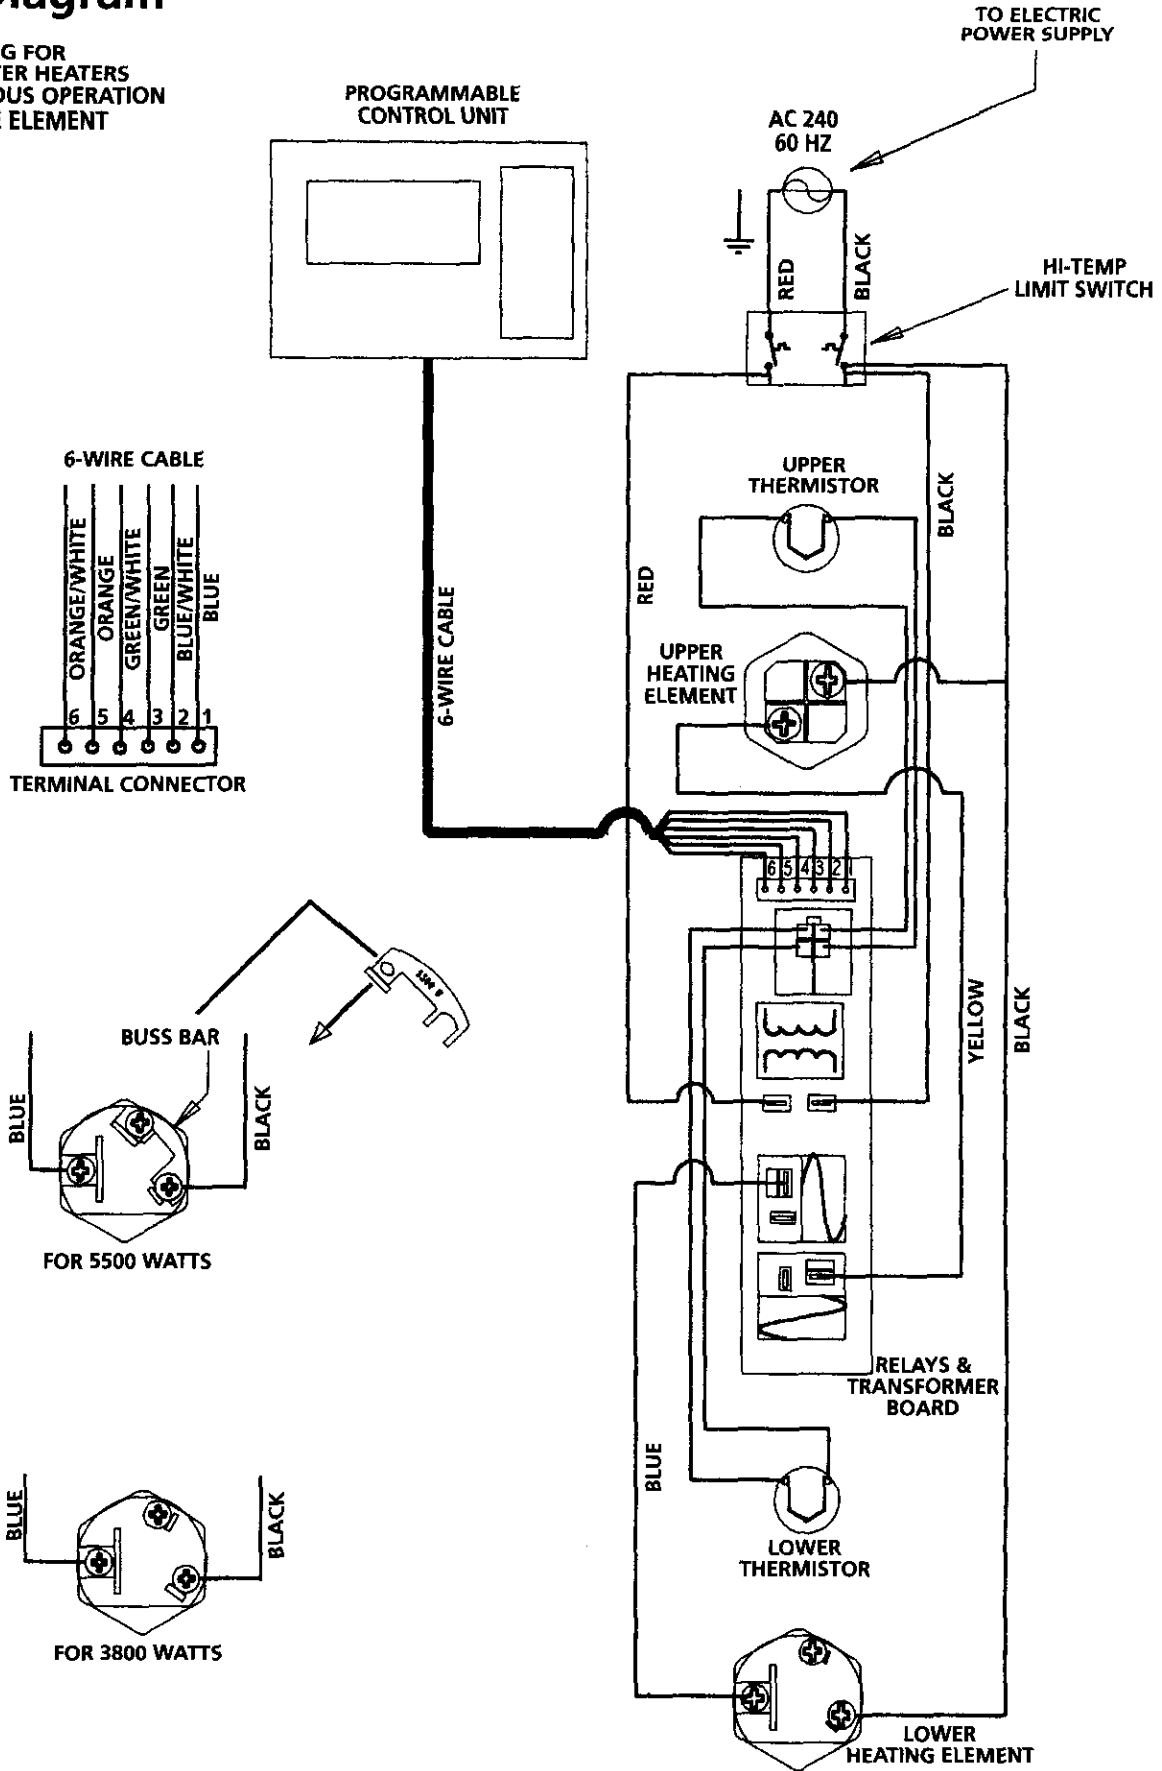 TO ELECTRIC
POWER SUPPLY
G FOR
TER HEATERS
OUS OPERATION
E ELEMENT
PROGRAMMABLE
CONTROL UNIT
AC 240
60 HZ
RED
BLACK
HI-TEMP
LIMIT SWITCH
6-WIRE CABLE
ORANGE/WHITE
ORANGE
GREEN/WHITE
GREEN
BLUE/WHITE
BLUE
6 5 4 3 2 1
TERMINAL CONNECTOR
6-WIRE CABLE
UPPER
THERMISTOR
BLACK
RED
UPPER
HEATING
ELEMENT
6 5 4 3 2
YELLOW
BLACK
5500 W
BUSS BAR
BLUE
BLACK
FOR 5500 WATTS
RELAYS &
TRANSFORMER
BOARD
BLUE
BLUE
BLACK
FOR 3800 WATTS
LOWER
THERMISTOR
LOWER
HEATING ELEMENT